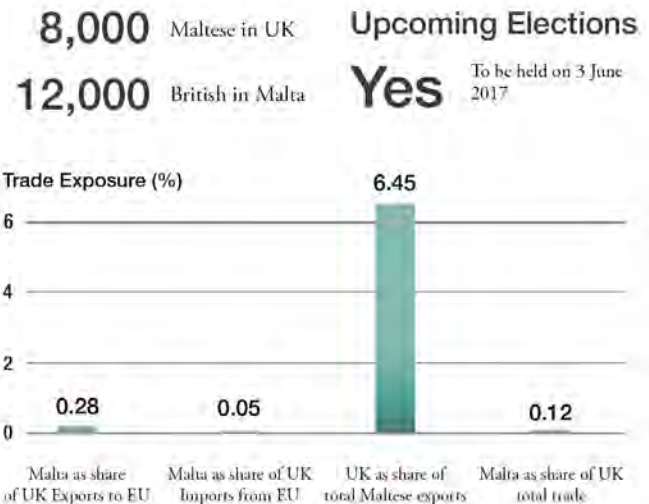 8,000 Maltese in UK
12,000 British in Malta
Upcoming Elections
Yes To be held on 3 June
2017
Trade Exposure (%)
6.45
6
4
2
0.28
0.05
0.12
0
Malta as share
of UK Exports to EU
Malta as share of UK
Imports from EU
UK as share of
total Maltese exports
Malta as share of UK
total trade